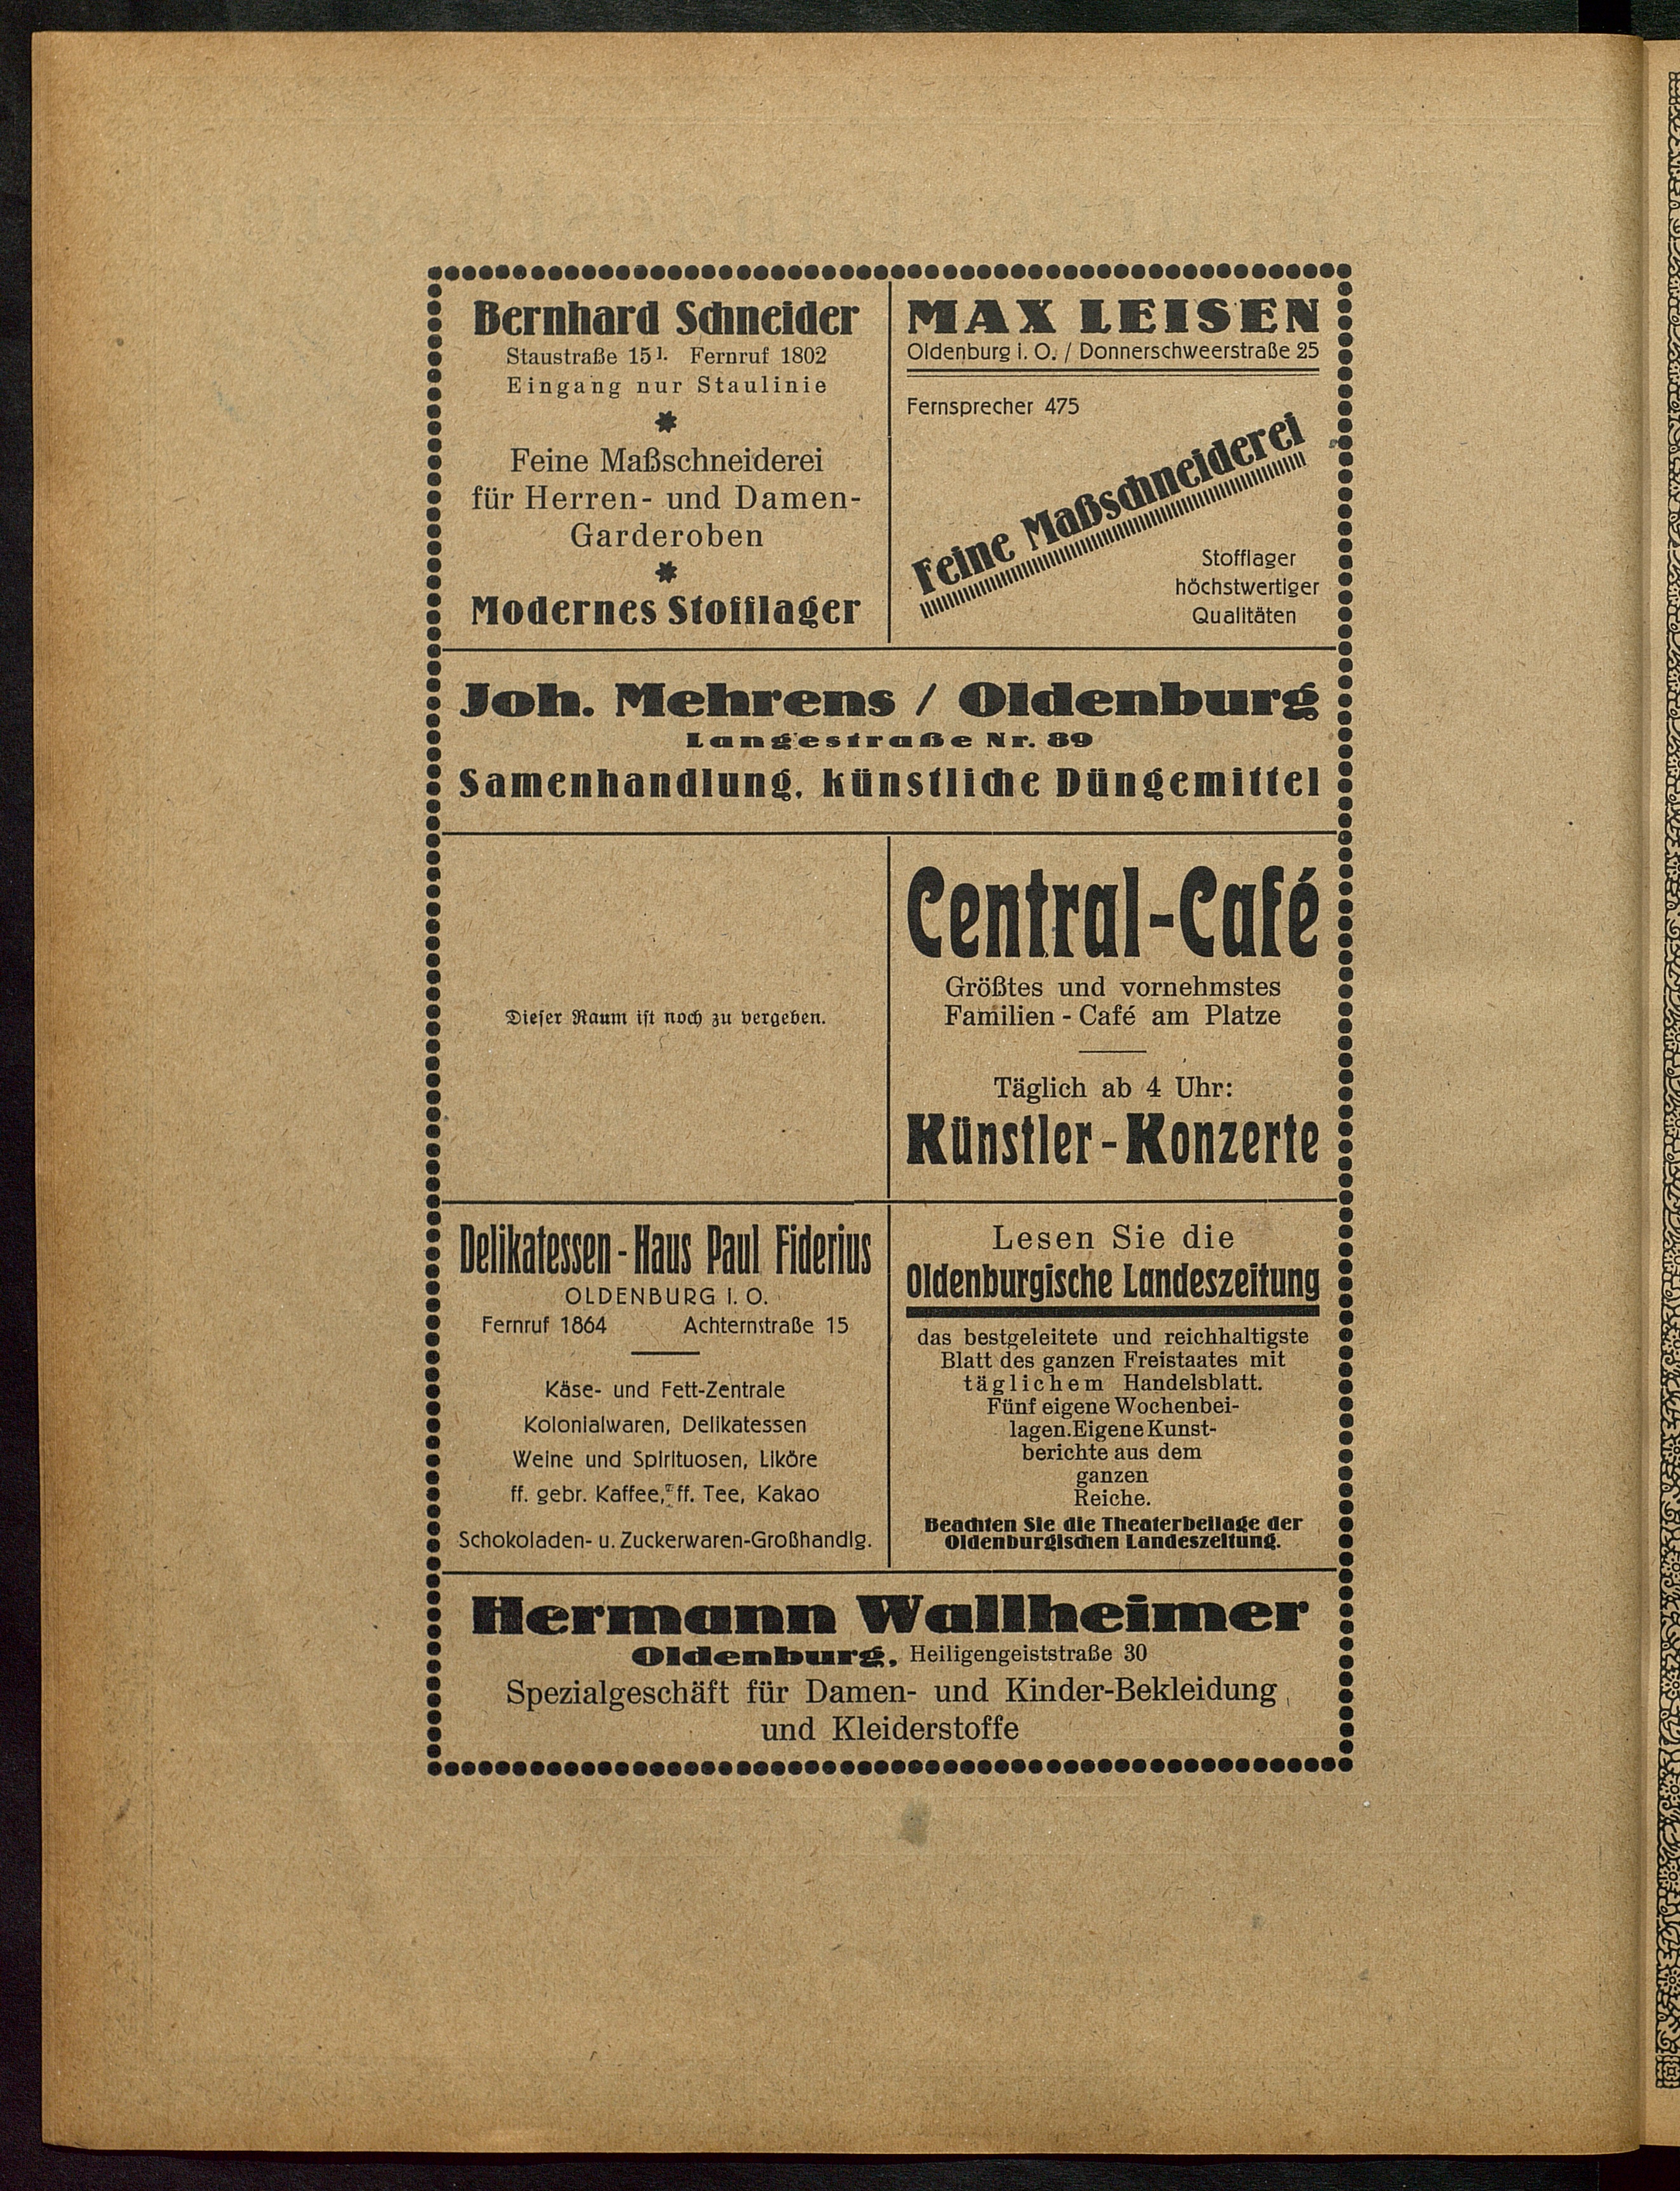 Bernhard Schneider
Staustraße 15 I. Fernruf 1802
Eingang nur Staulinie
Feine Maßschneiderei
für Herren- und Damen-
Garderoben
Modernes Stofflager
MAX LEISEN
Oldenburg i. O. / Donnerschweerstraße 25
Fernsprecher 475
Feine Maßschneiderei
Stofflager
höchstwertiger
Qualitäten
Joh. Mehrens / Oldenburg
Langestraße Nr. 89
Samenhandlung, künstliche Düngemittel
Dieser Raum ist noch zu vergeben.
Central-Café
Größtes und vornehmstes
Familien-Café am Platze
Täglich ab 4 Uhr:
Künstler-Konzerte
Delikatessen-Haus Paul Fiderius
OLDENBURG I. O.
Fernruf 1864 Achternstraße 15
Käse- und Fett-Zentrale
Kolonialwaren, Delikatessen
Weine und Spirituosen, Liköre
ff. gebr. Kaffee, ff. Tee, Kakao
Schokoladen- u. Zuckerwaren-Großhandlg.
Lesen Sie die
Oldenburgische Landeszeitung
das bestgeleitete und reichhaltigste
Blatt des ganzen Freistaates mit
täglichem Handelsblatt.
Fünf eigene Wochenbei-
lagen. Eigene Kunst-
berichte aus dem
ganzen
Reiche.
Beachten Sie die Theaterbeilage der
Oldenburgischen Landeszeitung.
Hermann Wallheimer
Oldenburg, Heiligengeiststraße 30
Spezialgeschäft für Damen- und Kinder-Bekleidung
und Kleiderstoffe